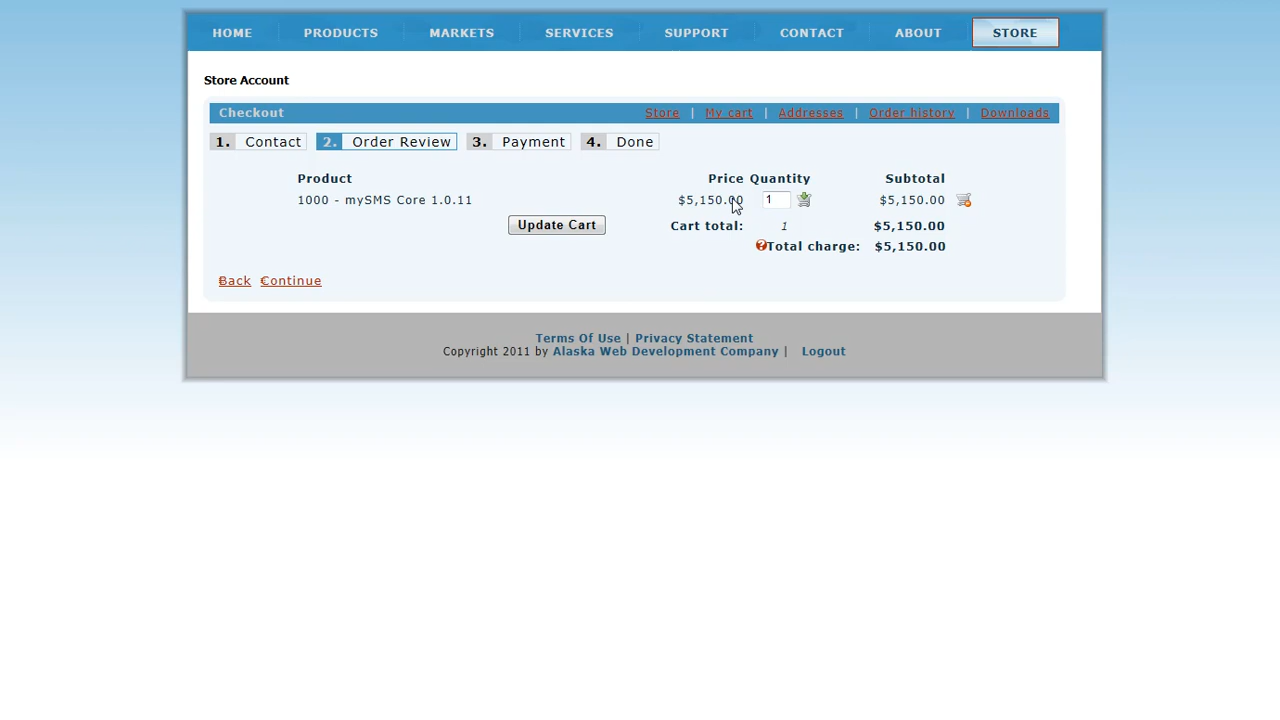 HOME PRODUCTS MARKETS SERVICES SUPPORT CONTACT ABOUT STORE
Store Account
Checkout Store | My cart | Addresses | Order history | Downloads
1. Contact 2. Order Review 3. Payment 4. Done
Product Price Quantity Subtotal
1000 - mySMS Core 1.0.11 $5,150.00 1 $5,150.00
Update Cart Cart total: 1 $5,150.00
Total charge: $5,150.00
Back Continue
Terms Of Use | Privacy Statement
Copyright 2011 by Alaska Web Development Company | Logout